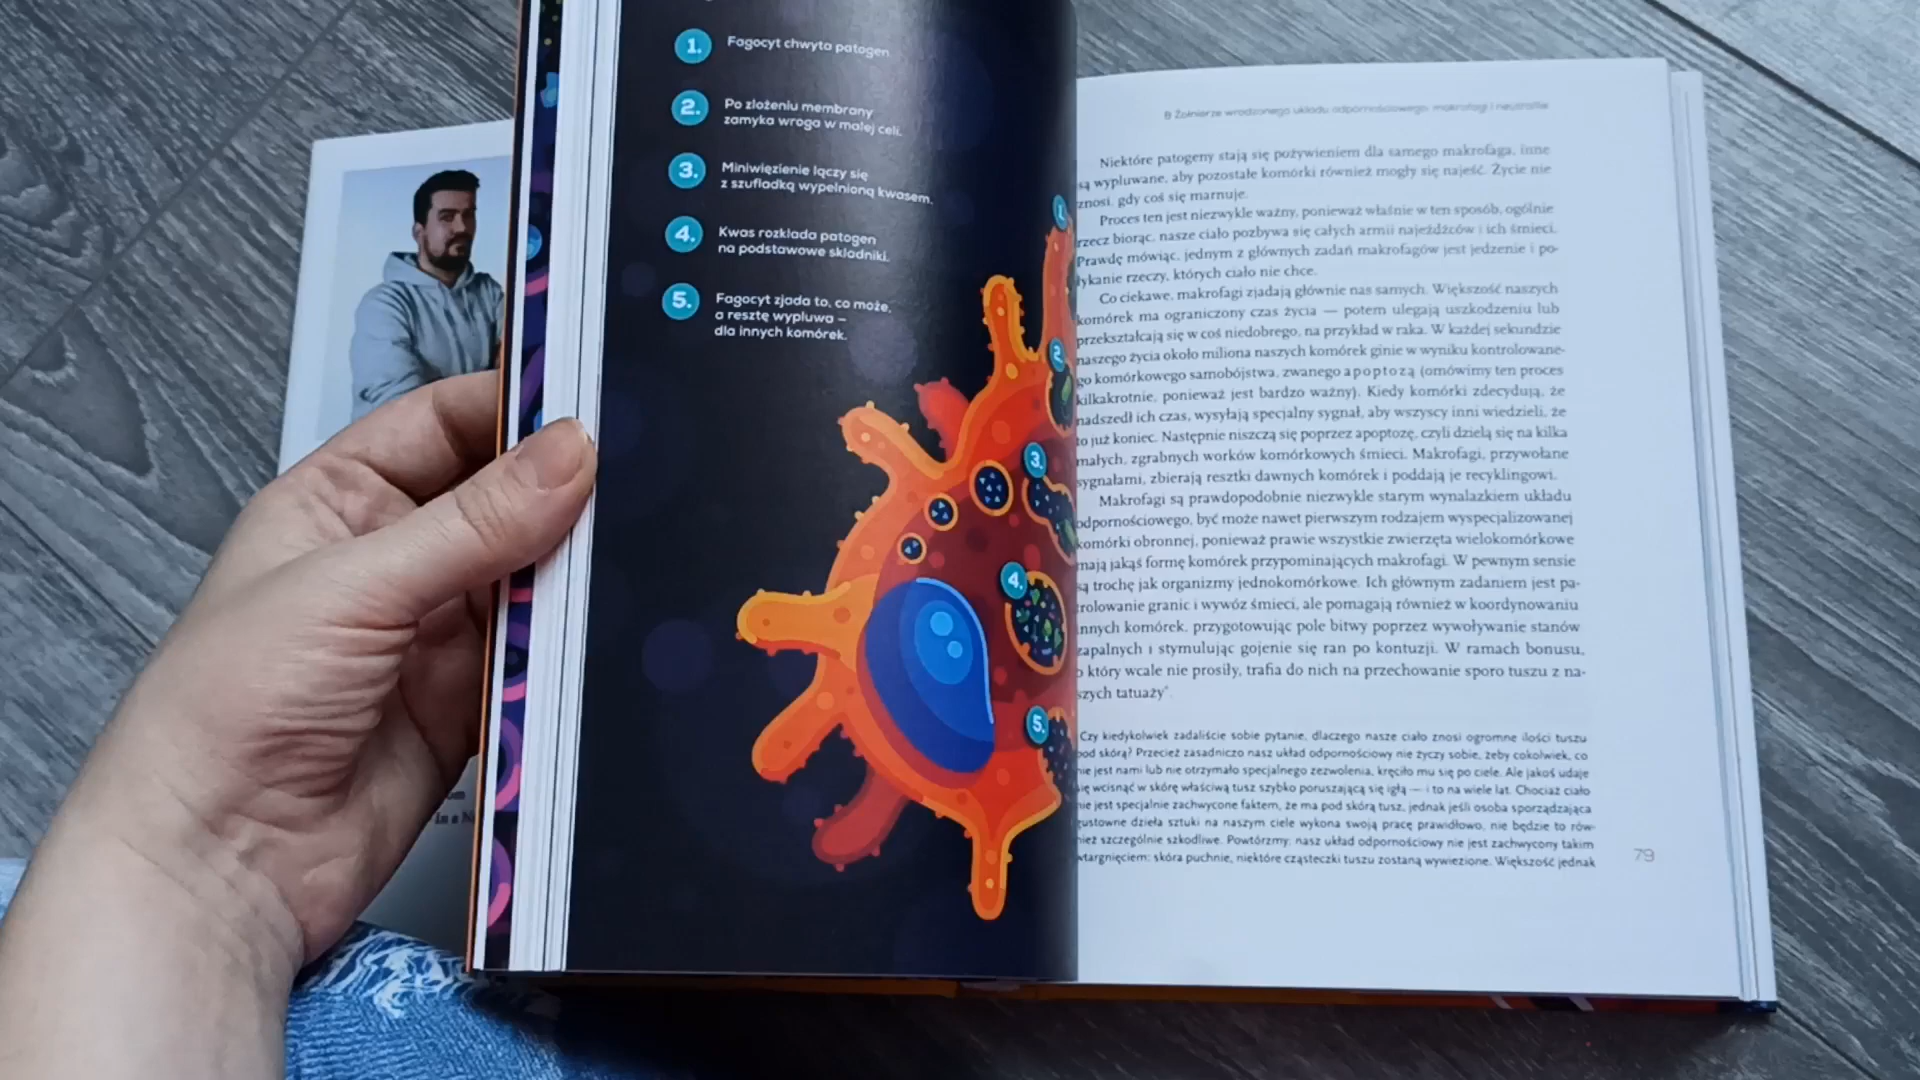 1. Fagocyt chwyta patogen
2. Po złożeniu membrany
zamyka wroga w małej celi.
3. Miniwięzienie łączy się
z szufladką wypełnioną kwasem.
4. Kwas rozkłada patogen
na podstawowe składniki.
5. Fagocyt zjada to, co może,
a resztę wypluwa —
dla innych komórek.
1.
2.
3.
4.
5.
8 Żołnierze wrodzonego układu odpornościowego: makrofagi i neutrofile
Niektóre patogeny stają się pożywieniem dla samego makrofaga, inne
są wypluwane, aby pozostałe komórki również mogły się najeść. Życie nie
znosi, gdy coś się marnuje.
Proces ten jest niezwykle ważny, ponieważ właśnie w ten sposób, ogólnie
rzecz biorąc, nasze ciało pozbywa się całych armii najeźdźców i ich śmieci.
Prawdę mówiąc, jednym z głównych zadań makrofagów jest jedzenie i po-
łykanie rzeczy, których ciało nie chce.
Co ciekawe, makrofagi zjadają głównie nas samych. Większość naszych
komórek ma ograniczony czas życia — potem ulegają uszkodzeniu lub
przekształcają się w coś niedobrego, na przykład w raka. W każdej sekundzie
naszego życia około miliona naszych komórek ginie w wyniku kontrolowane-
go komórkowego samobójstwa, zwanego apoptozą (omówimy ten proces
kilkakrotnie, ponieważ jest bardzo ważny). Kiedy komórki zdecydują, że
nadszedł ich czas, wysyłają specjalny sygnał, aby wszyscy inni wiedzieli, że
to już koniec. Następnie niszczą się poprzez apoptozę, czyli dzielą się na kilka
małych, zgrabnych worków komórkowych śmieci. Makrofagi, przywołane
sygnałami, zbierają resztki dawnych komórek i poddają je recyklingowi.
Makrofagi są prawdopodobnie niezwykle starym wynalazkiem układu
odpornościowego, być może nawet pierwszym rodzajem wyspecjalizowanej
komórki obronnej, ponieważ prawie wszystkie zwierzęta wielokomórkowe
mają jakąś formę komórek przypominających makrofagi. W pewnym sensie
są trochę jak organizmy jednokomórkowe. Ich głównym zadaniem jest pa-
trolowanie granic i wywóz śmieci, ale pomagają również w koordynowaniu
innych komórek, przygotowując pole bitwy poprzez wywoływanie stanów
zapalnych i stymulując gojenie się ran po kontuzji. W ramach bonusu,
o który wcale nie prosiły, trafia do nich na przechowanie sporo tuszu z na-
szych tatuaży*.
Czy kiedykolwiek zadaliście sobie pytanie, dlaczego nasze ciało znosi ogromne ilości tuszu
pod skórą? Przecież zasadniczo nasz układ odpornościowy nie życzy sobie, żeby cokolwiek, co
nie jest nami lub nie otrzymało specjalnego zezwolenia, kręciło mu się po ciele. Ale jakoś udaje
się wcisnąć w skórę właściwą tusz szybko poruszającą się igłą — i to na wiele lat. Chociaż ciało
nie jest specjalnie zachwycone faktem, że ma pod skórą tusz, jednak jeśli osoba sporządzająca
gustowne dzieła sztuki na naszym ciele wykona swoją pracę prawidłowo, nie będzie to rów-
nież szczególnie szkodliwe. Powtórzmy: nasz układ odpornościowy nie jest zachwycony takim
wtargnięciem: skóra puchnie, niektóre cząsteczki tuszu zostaną wywiezione. Większość jednak
79